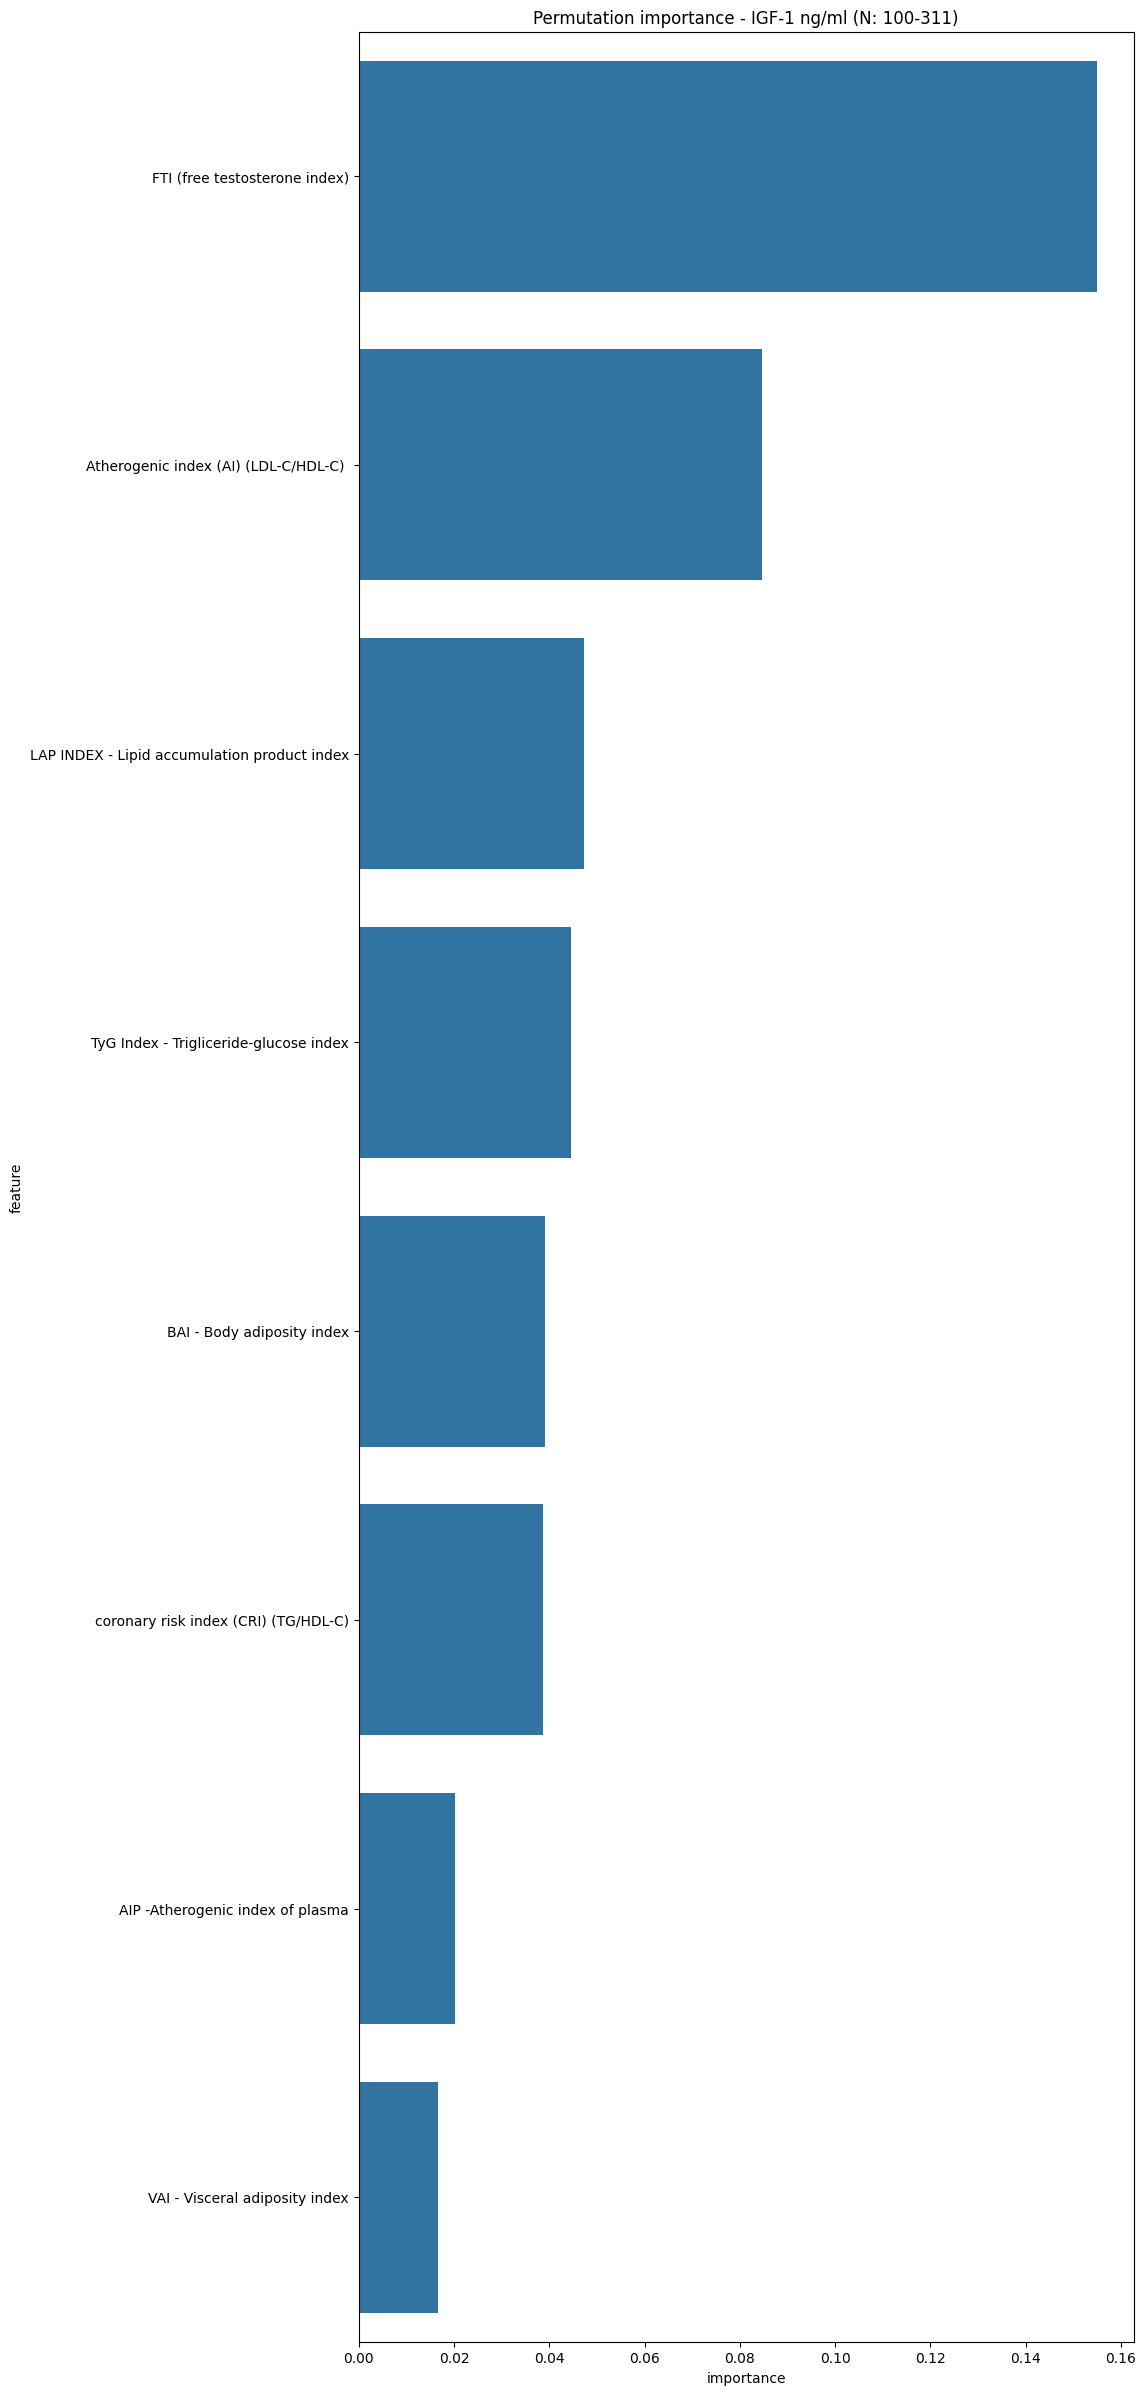 Permutation importance - IGF-1 ng/ml (N: 100-311)
FTI (free testosterone index)
Atherogenic index (AI) (LDL-C/HDL-C)
LAP INDEX - Lipid accumulation product index
TyG Index - Trigliceride-glucose index
BAI - Body adiposity index
coronary risk index (CRI) (TG/HDL-C)
AIP -Atherogenic index of plasma
VAI - Visceral adiposity index
feature
0.00 0.02 0.04 0.06 0.08 0.10 0.12 0.14 0.16
importance